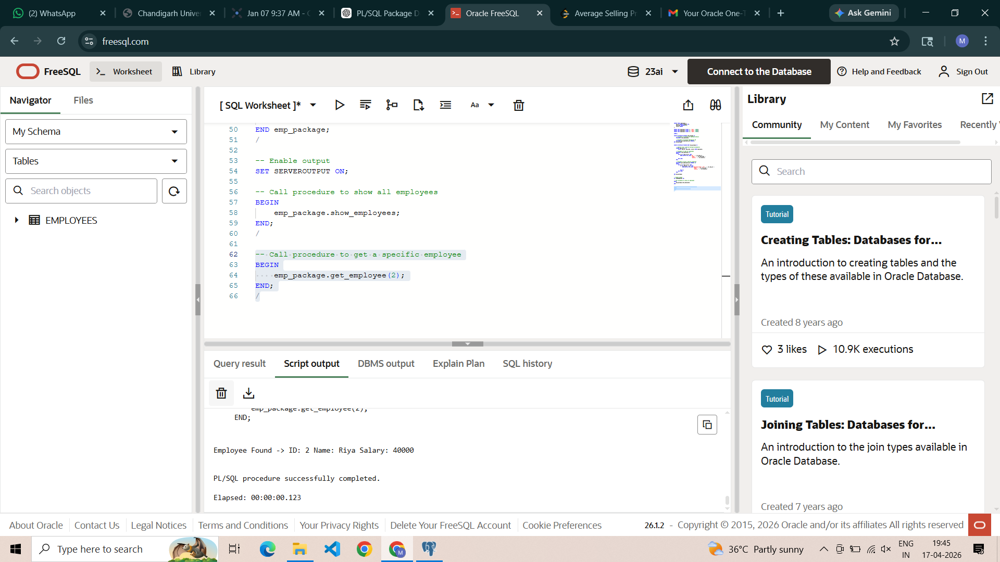 (2) WhatsApp
Chandigarh Univer
Jan 07 9:37 AM -
PL/SQL Package D
Oracle FreeSQL
Average Selling Pr
Your Oracle One-T
Ask Gemini
freesql.com
M
FreeSQL
Worksheet
Library
23ai
Connect to the Database
Help and Feedback
Sign Out
Navigator
Files
My Schema
Tables
Search objects
EMPLOYEES
[ SQL Worksheet ]*
Aa
50 END emp_package;
51 /
52
53 -- Enable output
54 SET SERVEROUTPUT ON;
55
56 -- Call procedure to show all employees
57 BEGIN
58 emp_package.show_employees;
59 END;
60 /
61
62 -- Call procedure to get a specific employee
63 BEGIN
64 emp_package.get_employee(2);
65 END;
66 /
Query result
Script output
DBMS output
Explain Plan
SQL history
emp_package.get_employee(2);
END;
Employee Found -> ID: 2 Name: Riya Salary: 40000
PL/SQL procedure successfully completed.
Elapsed: 00:00:00.123
Library
Community
My Content
My Favorites
Recently
Search
Tutorial
Creating Tables: Databases for...
An introduction to creating tables and the
types of these available in Oracle Database.
Created 8 years ago
3 likes
10.9K executions
Tutorial
Joining Tables: Databases for...
An introduction to the join types available in
Oracle Database.
Created 7 years ago
About Oracle
Contact Us
Legal Notices
Terms and Conditions
Your Privacy Rights
Delete Your FreeSQL Account
Cookie Preferences
26.1.2 - Copyright © 2015, 2026 Oracle and/or its affiliates All rights reserved
Type here to search
36°C Partly sunny
ENG
IN
19:45
17-04-2026